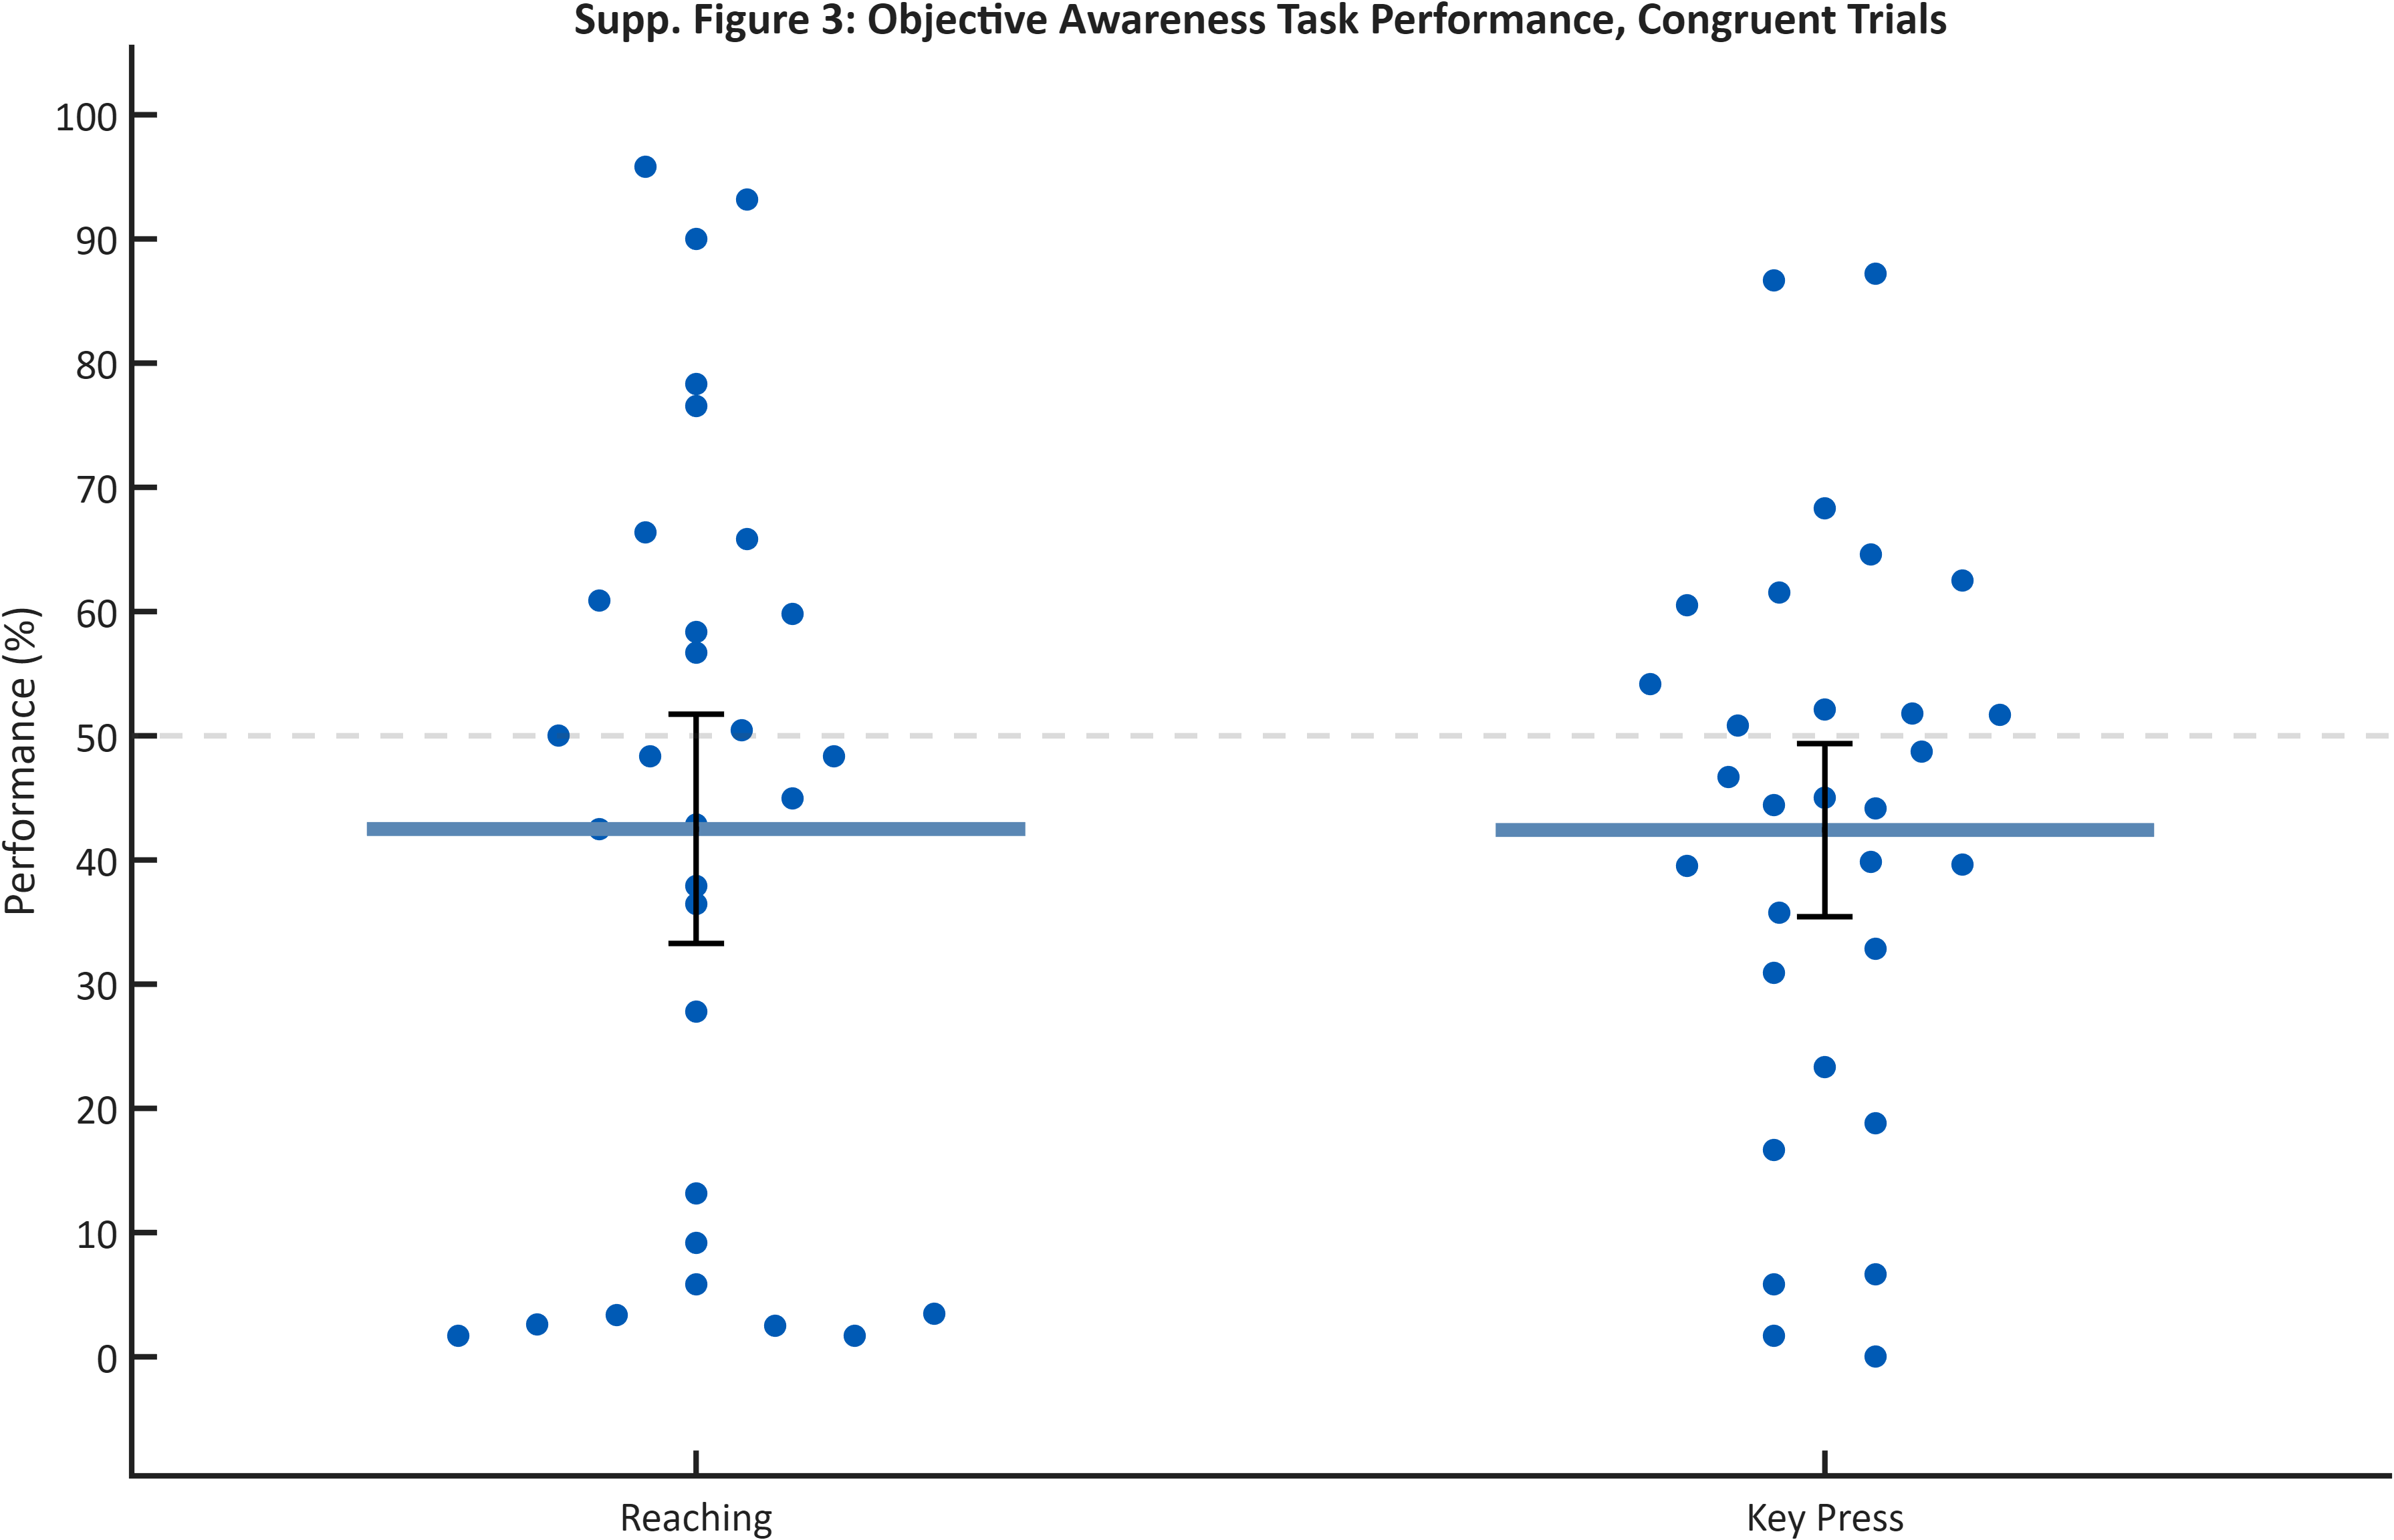 Supp. Figure 3: Objective Awareness Task Performance, Congruent Trials
Performance (%)
100
90
80
70
60
50
40
30
20
10
0
Reaching
Key Press